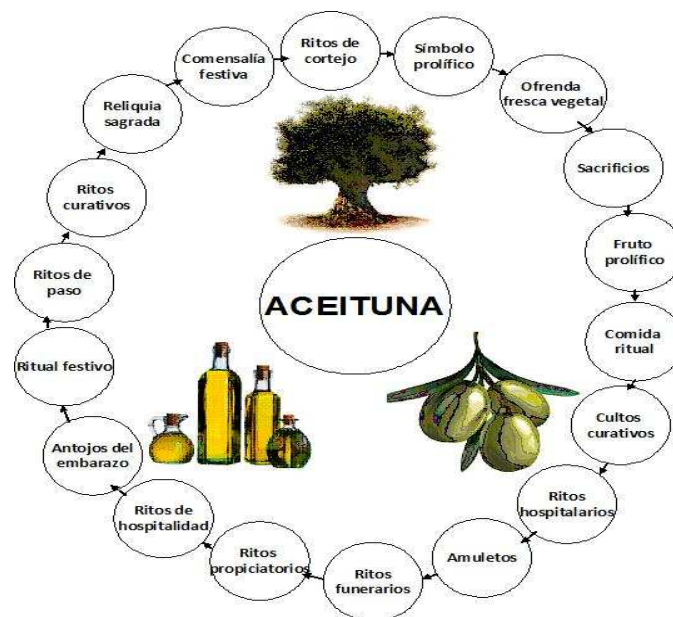 Ritos de
cortejo
Símbolo
prolífico
Ofrenda
fresca vegetal
Sacrificios
Fruto
prolífico
Comida
ritual
Cultos
curativos
Ritos
hospitalarios
Amuletos
Ritos
funerarios
Ritos
propiciatorios
Ritos de
hospitalidad
Antojos del
embarazo
Ritual festivo
Ritos de
paso
Ritos
curativos
Reliquia
sagrada
Comensalía
festiva
ACEITUNA